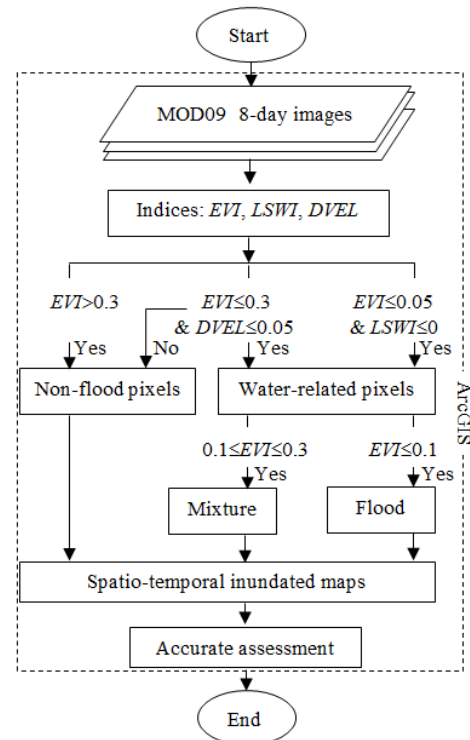 Start
MOD09 8-day images
Indices: EVI, LSWI, DVEL
EVI>0.3
EVI≤0.3
& DVEL≤0.05
EVI≤0.05
& LSWI≤0
Yes
No
Yes
Yes
Non-flood pixels
Water-related pixels
ArcGIS
0.1≤EVI≤0.3
EVI≤0.1
Yes
Yes
Mixture
Flood
Spatio-temporal inundated maps
Accurate assessment
End